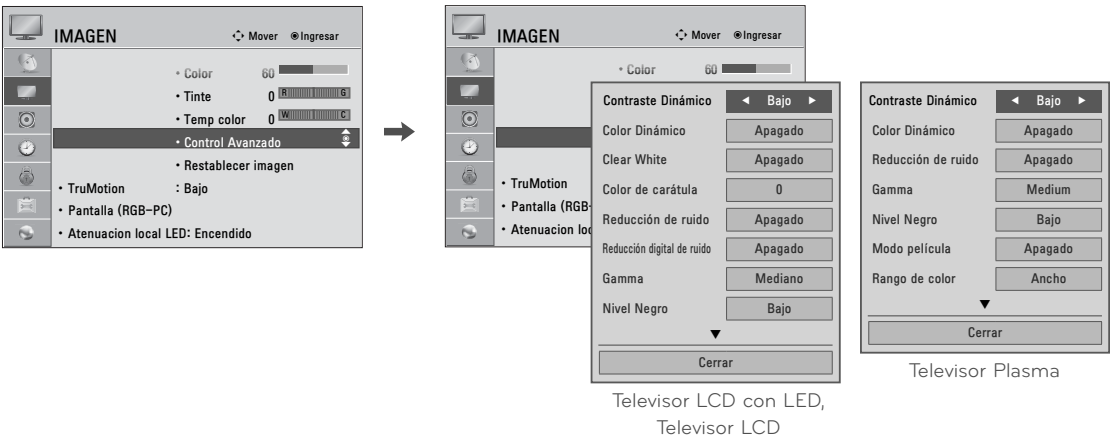 IMAGEN
Mover
Ingresar
• Color 60
• Tinte 0 R G
• Temp color 0 W C
• Control Avanzado
• Restablecer imagen
• TruMotion : Bajo
• Pantalla (RGB-PC)
• Atenuacion local LED: Encendido
IMAGEN
Mover
Ingresar
• Color 60
• TruMotion
• Pantalla (RGB-
• Atenuacion loc
Contraste Dinámico ◄ Bajo ►
Color Dinámico Apagado
Clear White Apagado
Color de carátula 0
Reducción de ruido Apagado
Reducción digital de ruido Apagado
Gamma Mediano
Nivel Negro Bajo
▼
Cerrar
Televisor LCD con LED,
Televisor LCD
Contraste Dinámico ◄ Bajo ►
Color Dinámico Apagado
Reducción de ruido Apagado
Gamma Medium
Nivel Negro Bajo
Modo película Apagado
Rango de color Ancho
▼
Cerrar
Televisor Plasma